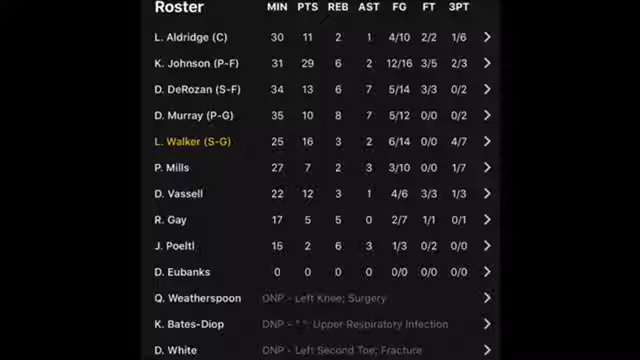 Roster MIN PTS REB AST FG FT 3PT
L. Aldridge (C) 30 11 2 1 4/10 2/2 1/6
K. Johnson (P-F) 31 29 6 2 12/16 3/5 2/3
D. DeRozan (S-F) 34 13 6 7 5/14 3/3 0/2
D. Murray (P-G) 35 10 8 7 5/12 0/0 0/2
L. Walker (S-G) 25 16 3 2 6/14 0/0 4/7
P. Mills 27 7 2 3 3/10 0/0 1/7
D. Vassell 22 12 3 1 4/6 3/3 1/3
R. Gay 17 5 5 0 2/7 1/1 0/1
J. Poeltl 15 2 6 3 1/3 0/2 0/0
D. Eubanks 0 0 0 0 0/0 0/0 0/0
Q. Weatherspoon DNP - Left Knee; Surgery
K. Bates-Diop DNP - Upper Respiratory Infection
D. White DNP - Left Second Toe; Fracture